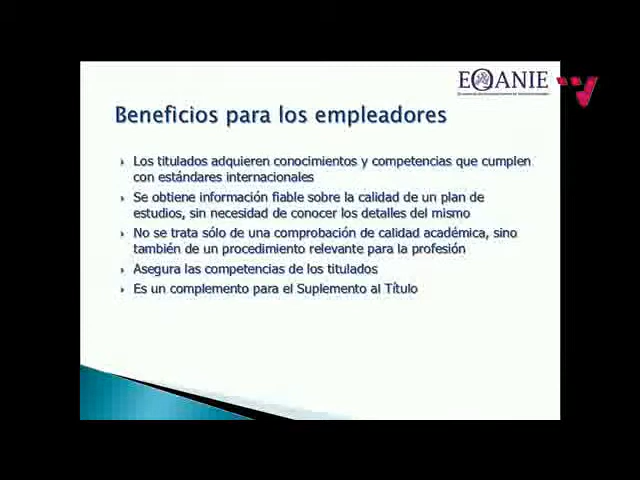 EQANIE
Beneficios para los empleadores
Los titulados adquieren conocimientos y competencias que cumplen
con estándares internacionales
Se obtiene información fiable sobre la calidad de un plan de
estudios, sin necesidad de conocer los detalles del mismo
No se trata sólo de una comprobación de calidad académica, sino
también de un procedimiento relevante para la profesión
Asegura las competencias de los titulados
Es un complemento para el Suplemento al Título